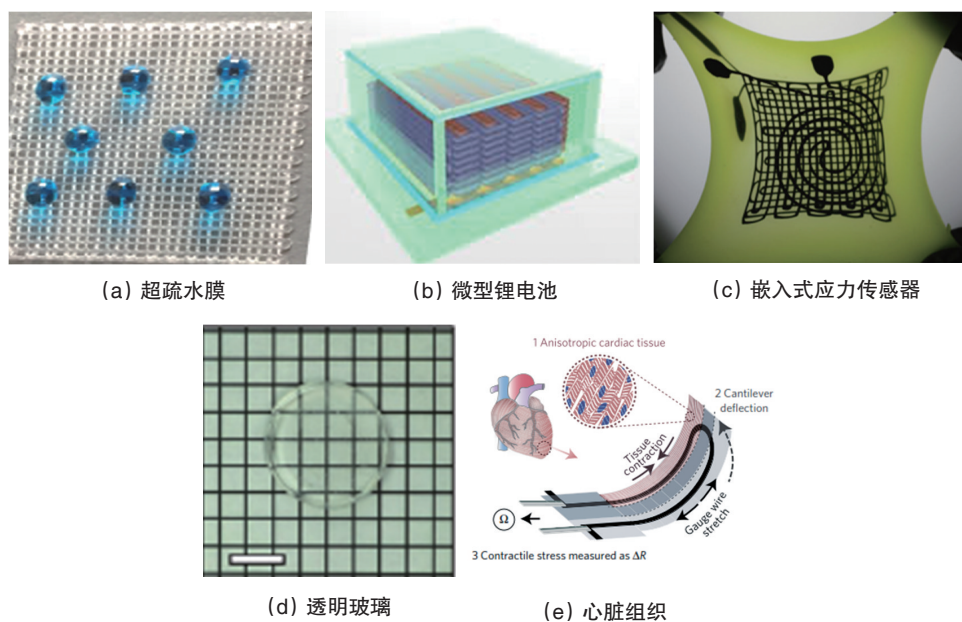 (a) 超疏水膜
(b) 微型锂电池
(c) 嵌入式应力传感器
1 Anisotropic cardiac tissue
2 Cantilever
deflection
Tissue
contraction
Gauge wire
stretch
Ω
3 Contractile stress measured as ΔR
(d) 透明玻璃
(e) 心脏组织